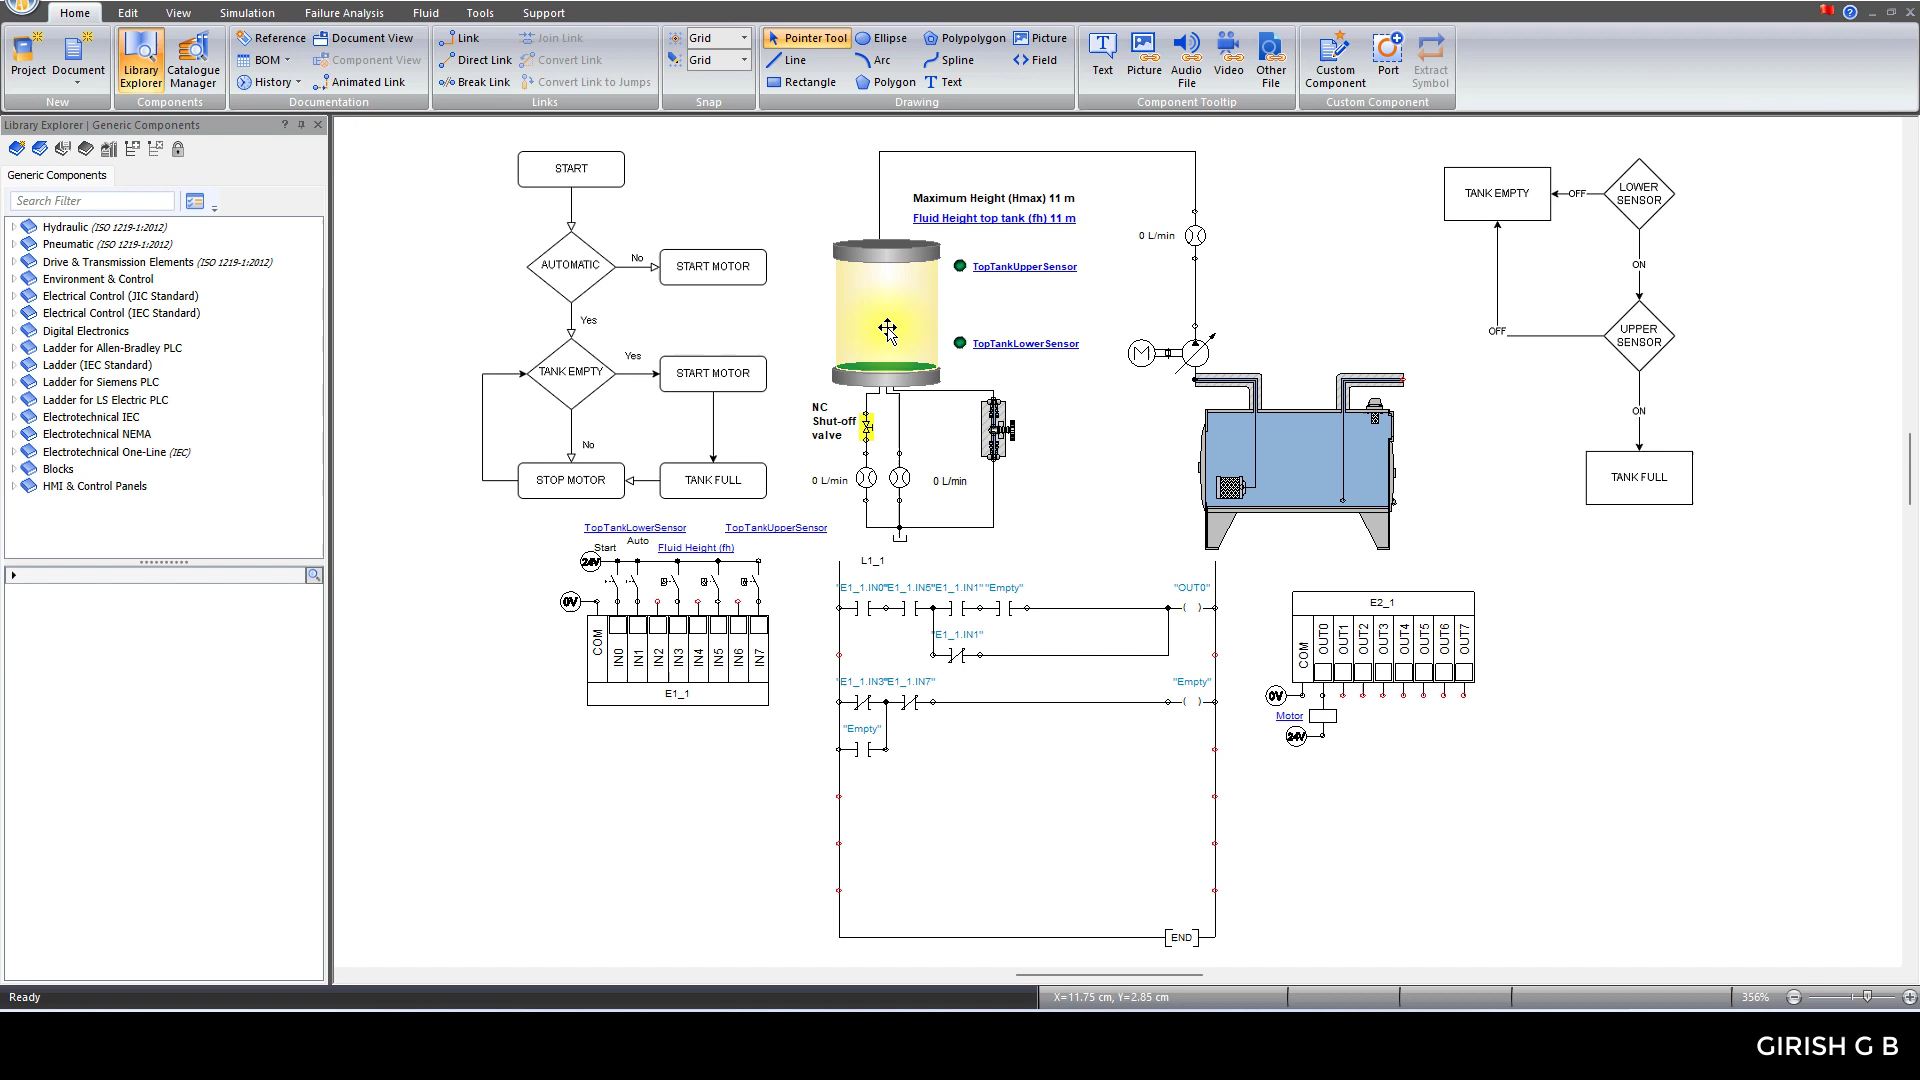 Home Edit View Simulation Failure Analysis Fluid Tools Support
Project Document
New
Library Explorer
Catalogue Manager
Components
Reference Document View
BOM Component View
History Animated Link
Documentation
Link Join Link
Direct Link Convert Link
Break Link Convert Link to Jumps
Links
Grid
Grid
Snap
Pointer Tool Ellipse Polypolygon Picture
Line Arc Spline Field
Rectangle Polygon Text
Drawing
Text Picture Audio File Video Other File
Component Tooltip
Custom Component Port Extract Symbol
Custom Component
Library Explorer | Generic Components
Generic Components
Search Filter
Hydraulic (ISO 1219-1:2012)
Pneumatic (ISO 1219-1:2012)
Drive & Transmission Elements (ISO 1219-1:2012)
Environment & Control
Electrical Control (JIC Standard)
Electrical Control (IEC Standard)
Digital Electronics
Ladder for Allen-Bradley PLC
Ladder (IEC Standard)
Ladder for Siemens PLC
Ladder for LS Electric PLC
Electrotechnical IEC
Electrotechnical NEMA
Electrotechnical One-Line (IEC)
Blocks
HMI & Control Panels
START
AUTOMATIC
No
START MOTOR
Yes
TANK EMPTY
Yes
START MOTOR
No
STOP MOTOR
TANK FULL
Maximum Height (Hmax) 11 m
Fluid Height top tank (fh) 11 m
TopTankUpperSensor
TopTankLowerSensor
0 L/min
M
NC
Shut-off
valve
0 L/min
0 L/min
TANK EMPTY
OFF
LOWER SENSOR
ON
OFF
UPPER SENSOR
ON
TANK FULL
TopTankLowerSensor TopTankUpperSensor
Start Auto Fluid Height (fh)
24V
0V
COM IN0 IN1 IN2 IN3 IN4 IN5 IN6 IN7
E1_1
L1_1
"E1_1.IN0" "E1_1.IN5" "E1_1.IN1" "Empty" "OUT0"
"E1_1.IN1"
"E1_1.IN3" "E1_1.IN7" "Empty"
"Empty"
END
E2_1
COM OUT0 OUT1 OUT2 OUT3 OUT4 OUT5 OUT6 OUT7
0V
Motor
24V
Ready
X=11.75 cm, Y=2.85 cm
356%
GIRISH G B